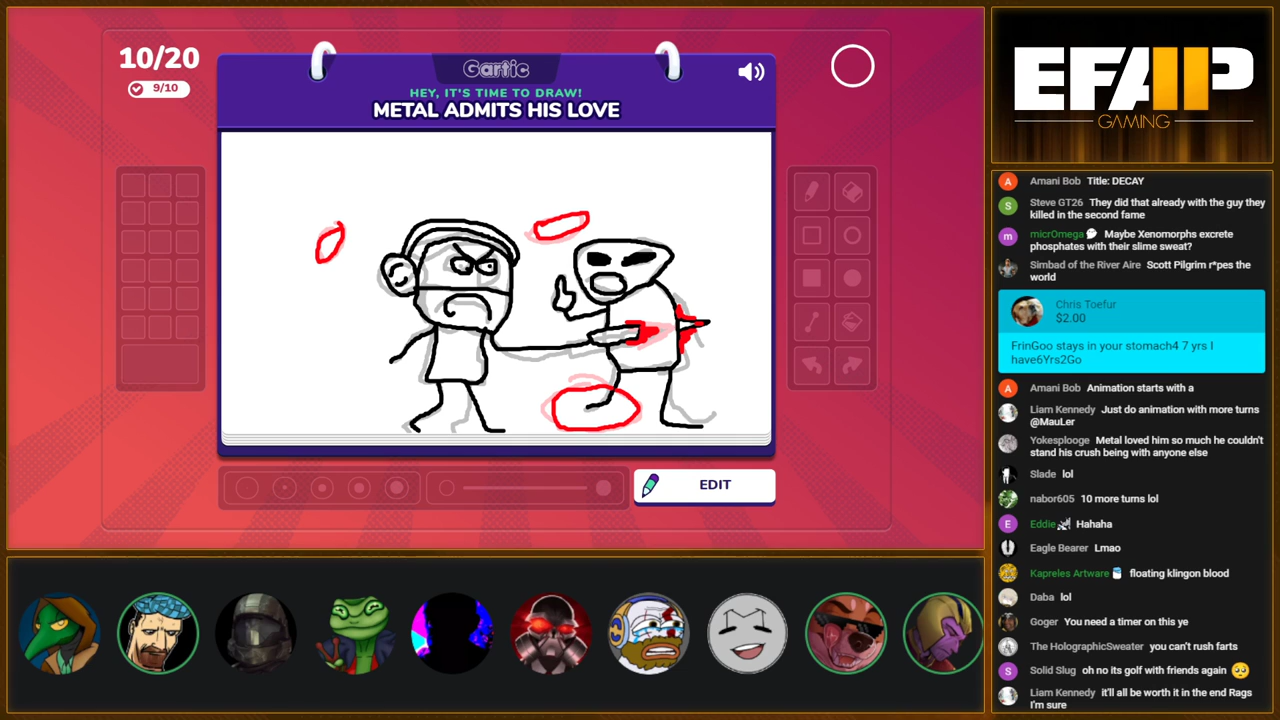 10/20
9/10
Gartic
HEY, IT'S TIME TO DRAW!
METAL ADMITS HIS LOVE
EDIT
EFAP
GAMING
Amani Bob Title: DECAY
Steve GT26 They did that already with the guy they
killed in the second fame
micrOmega Maybe Xenomorphs excrete
phosphates with their slime sweat?
Simbad of the River Aire Scott Pilgrim r*pes the
world
Chris Toefur
$2.00
FrinGoo stays in your stomach4 7 yrs I
have6Yrs2Go
Amani Bob Animation starts with a
Liam Kennedy Just do animation with more turns
@MauLer
Yokesplooge Metal loved him so much he couldn't
stand his crush being with anyone else
Slade lol
nabor605 10 more turns lol
Eddie Hahaha
Eagle Bearer Lmao
Kapreles Artware floating klingon blood
Daba lol
Goger You need a timer on this ye
The HolographicSweater you can't rush farts
Solid Slug oh no its golf with friends again 🥺
Liam Kennedy it'll all be worth it in the end Rags
I'm sure